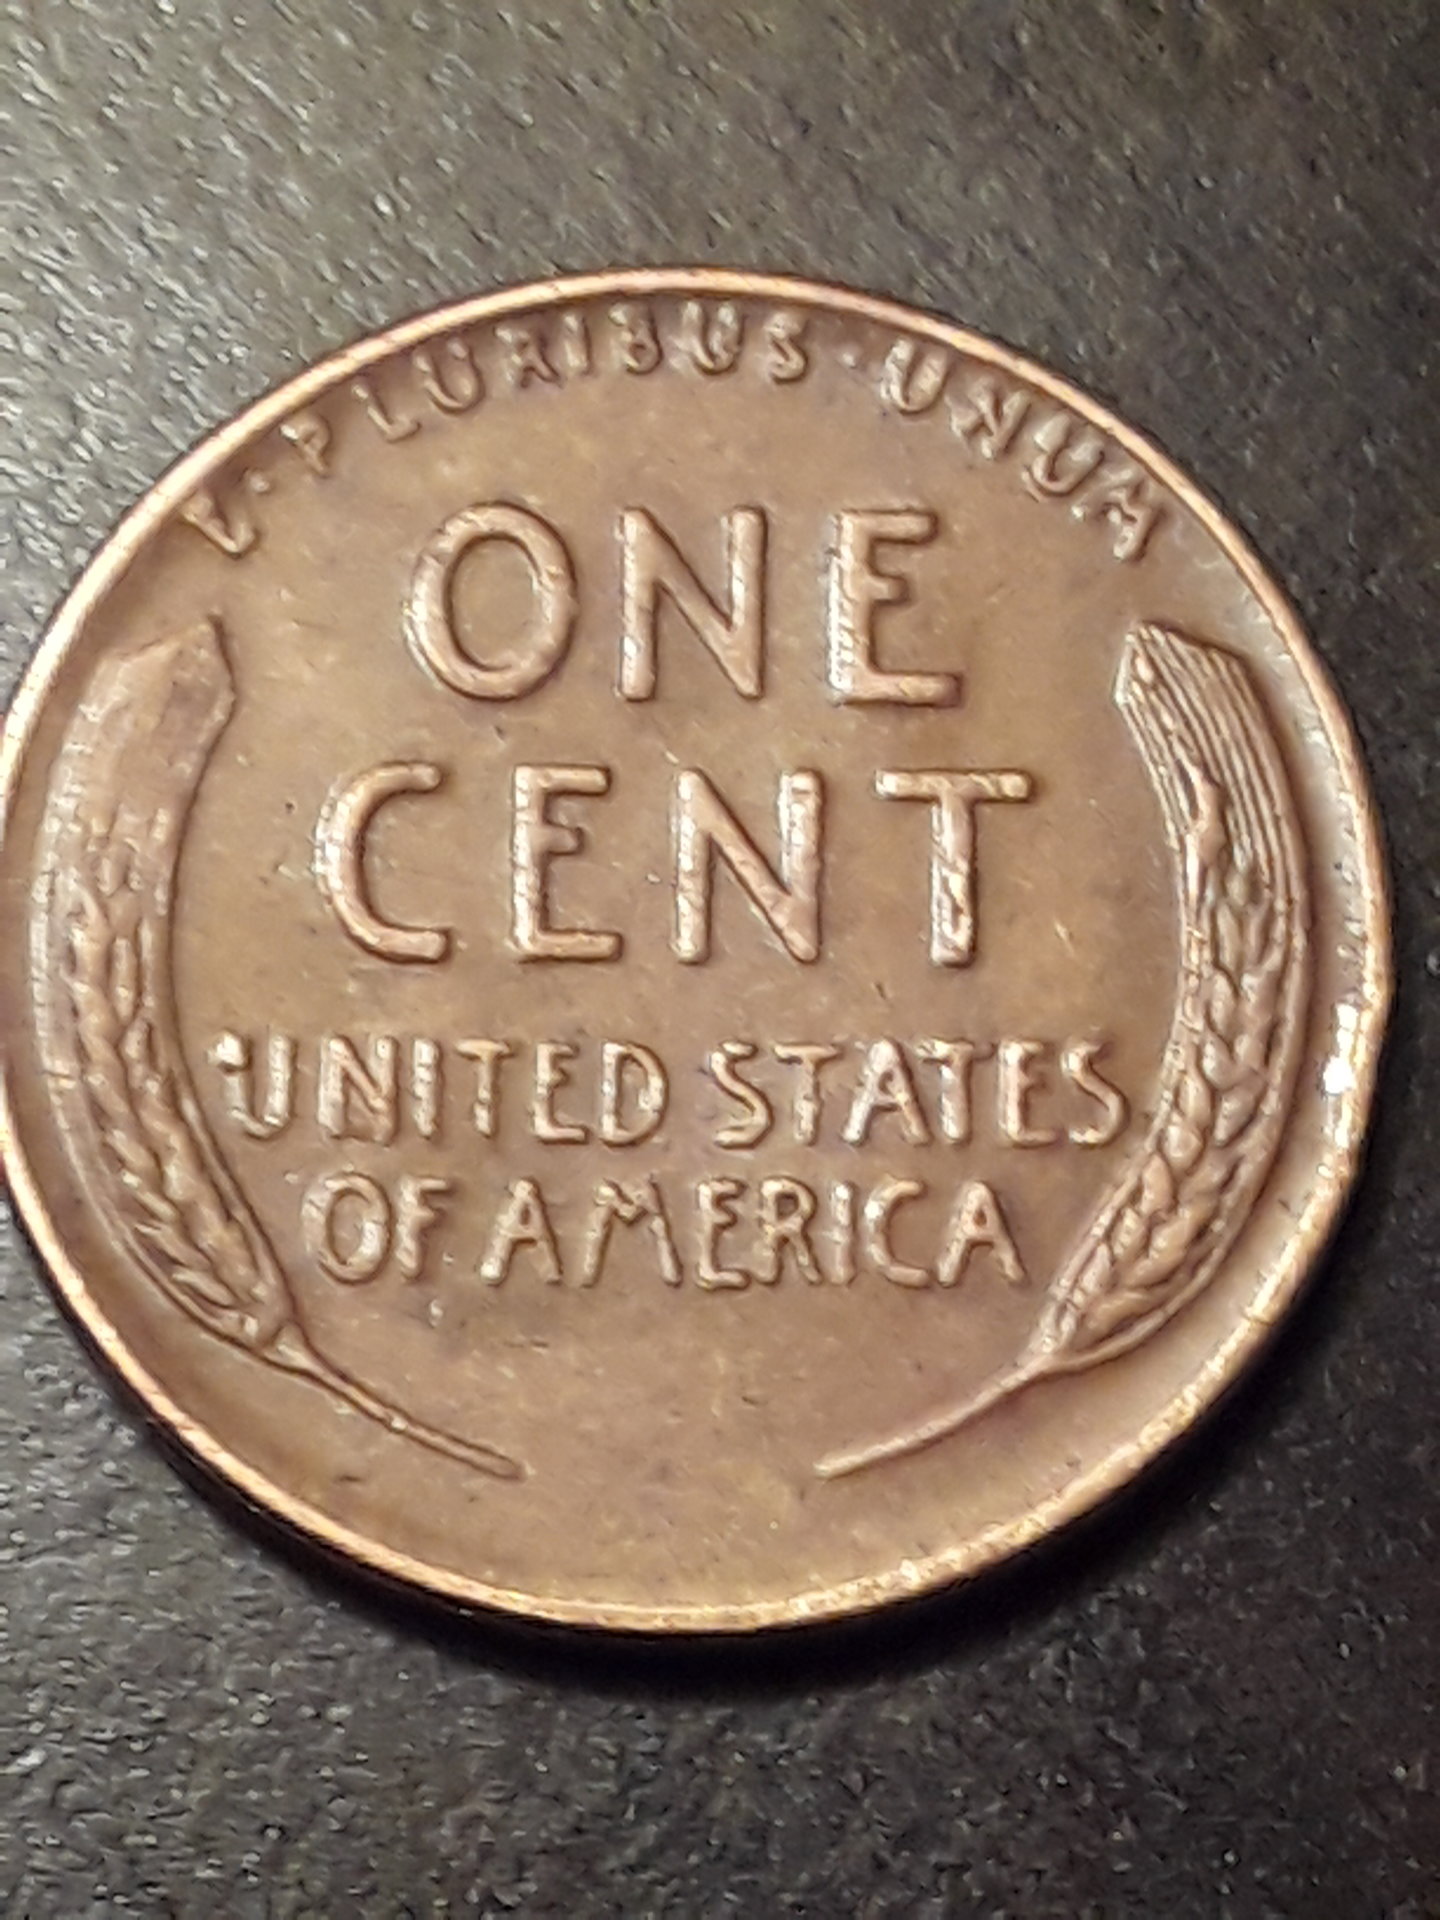 E·PLURIBUS·UNUM
ONE
CENT
UNITED STATES
OF AMERICA